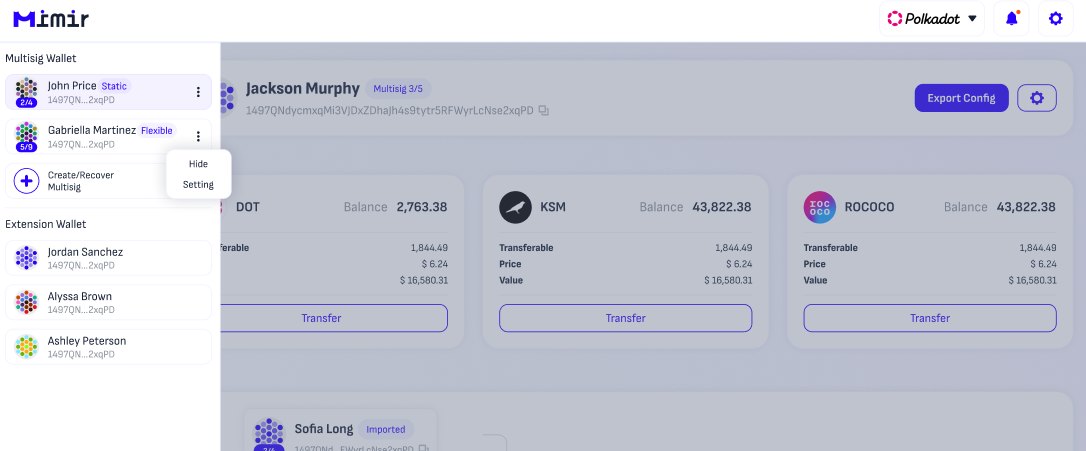 Mimir
Polkadot
Multisig Wallet
John Price Static
2/4
1497QN...2xqPD
Gabriella Martinez Flexible
5/9
1497QN...2xqPD
Hide
Setting
Create/Recover
Multisig
Extension Wallet
Jordan Sanchez
1497QN...2xqPD
Alyssa Brown
1497QN...2xqPD
Ashley Peterson
1497QN...2xqPD
Jackson Murphy Multisig 3/5
1497QNdycmxqMi3VJDxZDhaJh4s9tytr5RFWyrLcNse2xqPD
Export Config
DOT Balance 2,763.38
ferable 1,844.49
$ 6.24
$ 16,580.31
Transfer
KSM Balance 43,822.38
Transferable 1,844.49
Price $ 6.24
Value $ 16,580.31
Transfer
roc
oco
ROCOCO Balance 43,822.38
Transferable 1,844.49
Price $ 6.24
Value $ 16,580.31
Transfer
Sofia Long Imported